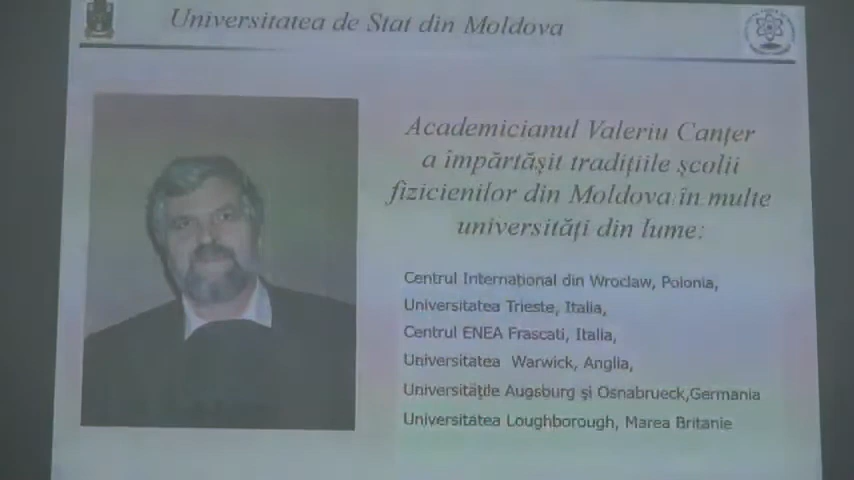 Universitatea de Stat din Moldova
Academicianul Valeriu Canțer
a împărtășit tradițiile școlii
fizicienilor din Moldova în multe
universități din lume:
Centrul Internațional din Wroclaw, Polonia,
Universitatea Trieste, Italia,
Centrul ENEA Frascati, Italia,
Universitatea Warwick, Anglia,
Universitățile Augsburg și Osnabrueck,Germania
Universitatea Loughborough, Marea Britanie